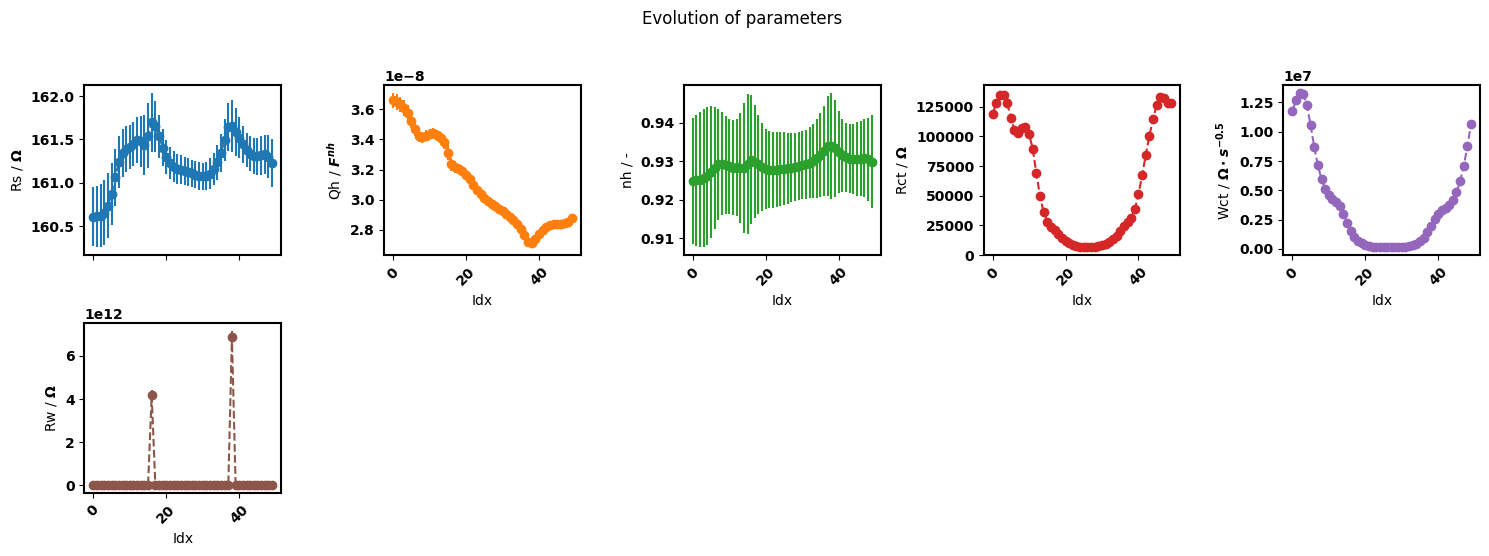 Evolution of parameters
Rs / Ω
162.0
161.5
161.0
160.5
1e−8
Qh / F^nh
3.6
3.4
3.2
3.0
2.8
0
20
40
Idx
nh / -
0.94
0.93
0.92
0.91
0
20
40
Idx
Rct / Ω
125000
100000
75000
50000
25000
0
0
20
40
Idx
1e7
Wct / Ω · s^−0.5
1.25
1.00
0.75
0.50
0.25
0.00
0
20
40
Idx
1e12
Rw / Ω
6
4
2
0
0
20
40
Idx